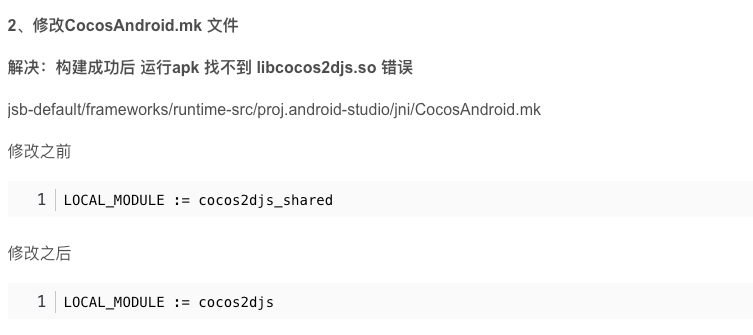 2、修改CocosAndroid.mk 文件
解决：构建成功后 运行apk 找不到 libcocos2djs.so 错误
jsb-default/frameworks/runtime-src/proj.android-studio/jni/CocosAndroid.mk
修改之前
1 LOCAL_MODULE := cocos2djs_shared
修改之后
1 LOCAL_MODULE := cocos2djs